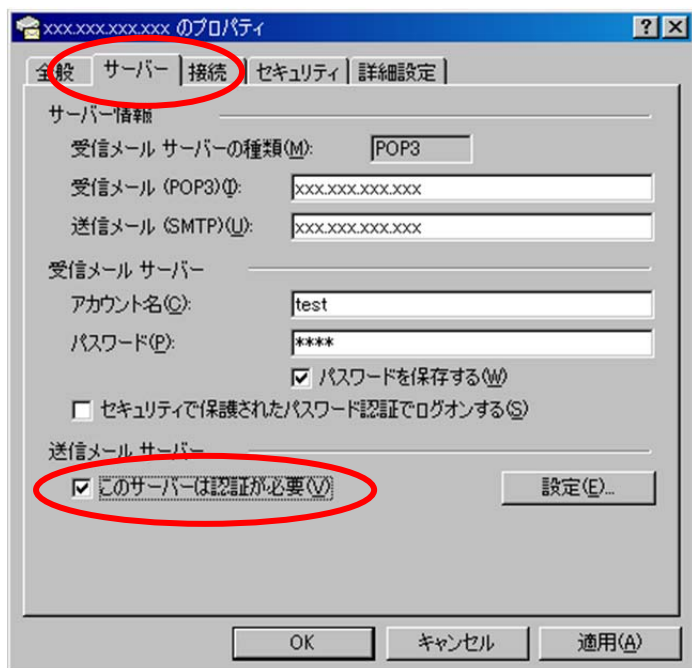 xxx.xxx.xxx.xxx のプロパティ
全般 サーバー 接続 セキュリティ 詳細設定
サーバー情報
受信メール サーバーの種類(M): POP3
受信メール (POP3)(I): xxx.xxx.xxx.xxx
送信メール (SMTP)(U): xxx.xxx.xxx.xxx
受信メール サーバー
アカウント名(C): test
パスワード(P): ****
パスワードを保存する(W)
セキュリティで保護されたパスワード認証でログオンする(S)
送信メール サーバー
このサーバーは認証が必要(V) 設定(E)...
OK キャンセル 適用(A)